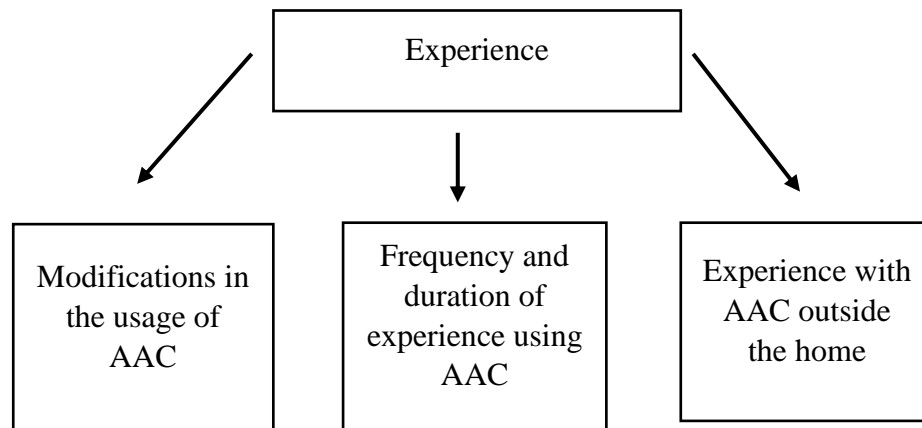 Experience
Modifications in
the usage of
AAC
Frequency and
duration of
experience using
AAC
Experience with
AAC outside
the home